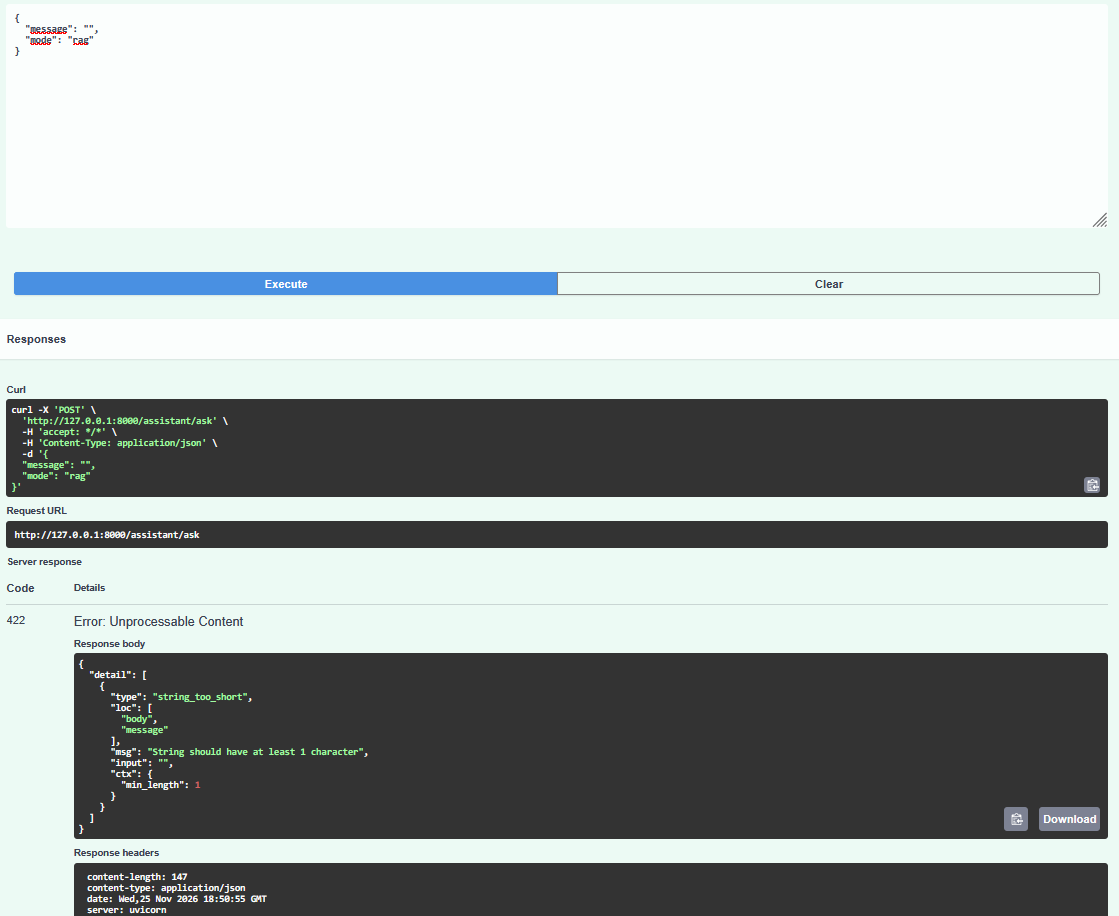 {
  "message": "",
  "mode": "rag"
}
Execute
Clear
Responses
Curl
curl -X 'POST' \
  'http://127.0.0.1:8000/assistant/ask' \
  -H 'accept: */*' \
  -H 'Content-Type: application/json' \
  -d '{
  "message": "",
  "mode": "rag"
}'
Request URL
http://127.0.0.1:8000/assistant/ask
Server response
Code Details
422 Error: Unprocessable Content
Response body
{
  "detail": [
    {
      "type": "string_too_short",
      "loc": [
        "body",
        "message"
      ],
      "msg": "String should have at least 1 character",
      "input": "",
      "ctx": {
        "min_length": 1
      }
    }
  ]
}
Download
Response headers
content-length: 147
content-type: application/json
date: Wed,25 Nov 2026 18:50:55 GMT
server: uvicorn